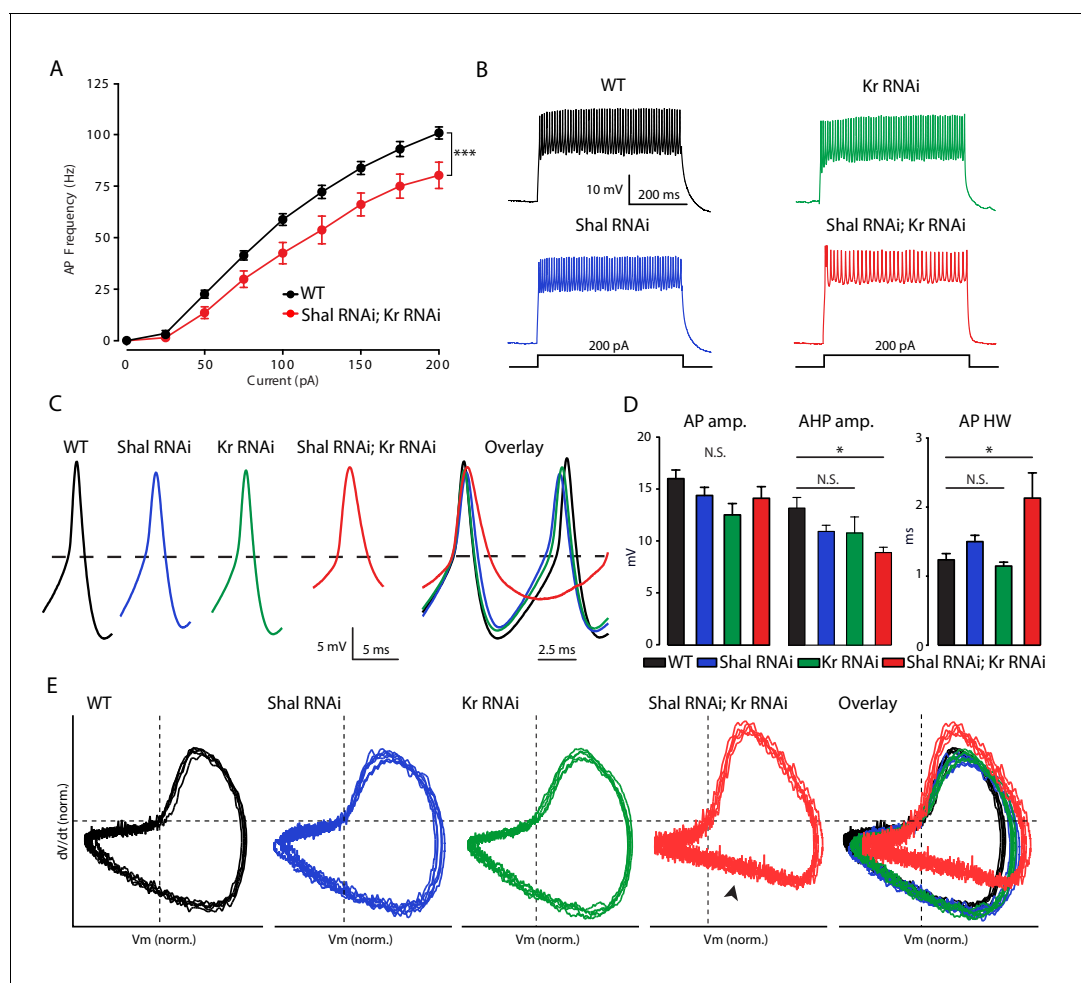 A
125
100
75
50
25
0
AP Frequency (Hz)
0 50 100 150 200
Current (pA)
WT
Shal RNAi; Kr RNAi
***
B
WT
Kr RNAi
10 mV
200 ms
Shal RNAi
Shal RNAi; Kr RNAi
200 pA
200 pA
C
WT
Shal RNAi
Kr RNAi
Shal RNAi; Kr RNAi
Overlay
5 mV
5 ms
2.5 ms
D
AP amp.
AHP amp.
AP HW
20
15
10
5
0
mV
N.S.
*
N.S.
3
2
1
0
ms
*
N.S.
WT
Shal RNAi
Kr RNAi
Shal RNAi; Kr RNAi
E
WT
Shal RNAi
Kr RNAi
Shal RNAi; Kr RNAi
Overlay
dV/dt (norm.)
Vm (norm.)
Vm (norm.)
Vm (norm.)
Vm (norm.)
Vm (norm.)